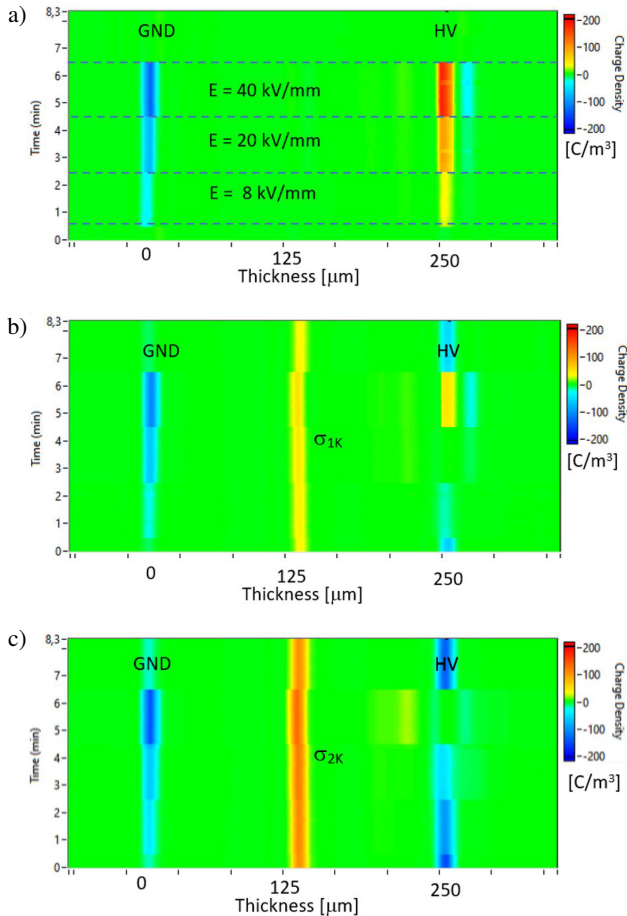 a)
8,3
7
6
5
4
3
2
1
0
Time (min)
GND
HV
E = 40 kV/mm
E = 20 kV/mm
E = 8 kV/mm
0
125
250
Thickness [µm]
200
100
-0
-100
-200
Charge Density
[C/m³]
b)
8,3
7
6
5
4
3
2
1
0
Time (min)
GND
HV
σ1K
0
125
250
Thickness [µm]
200
100
-0
-100
-200
Charge Density
[C/m³]
c)
8,3
7
6
5
4
3
2
1
0
Time (min)
GND
HV
σ2K
0
125
250
Thickness [µm]
200
100
-0
-100
-200
Charge Density
[C/m³]